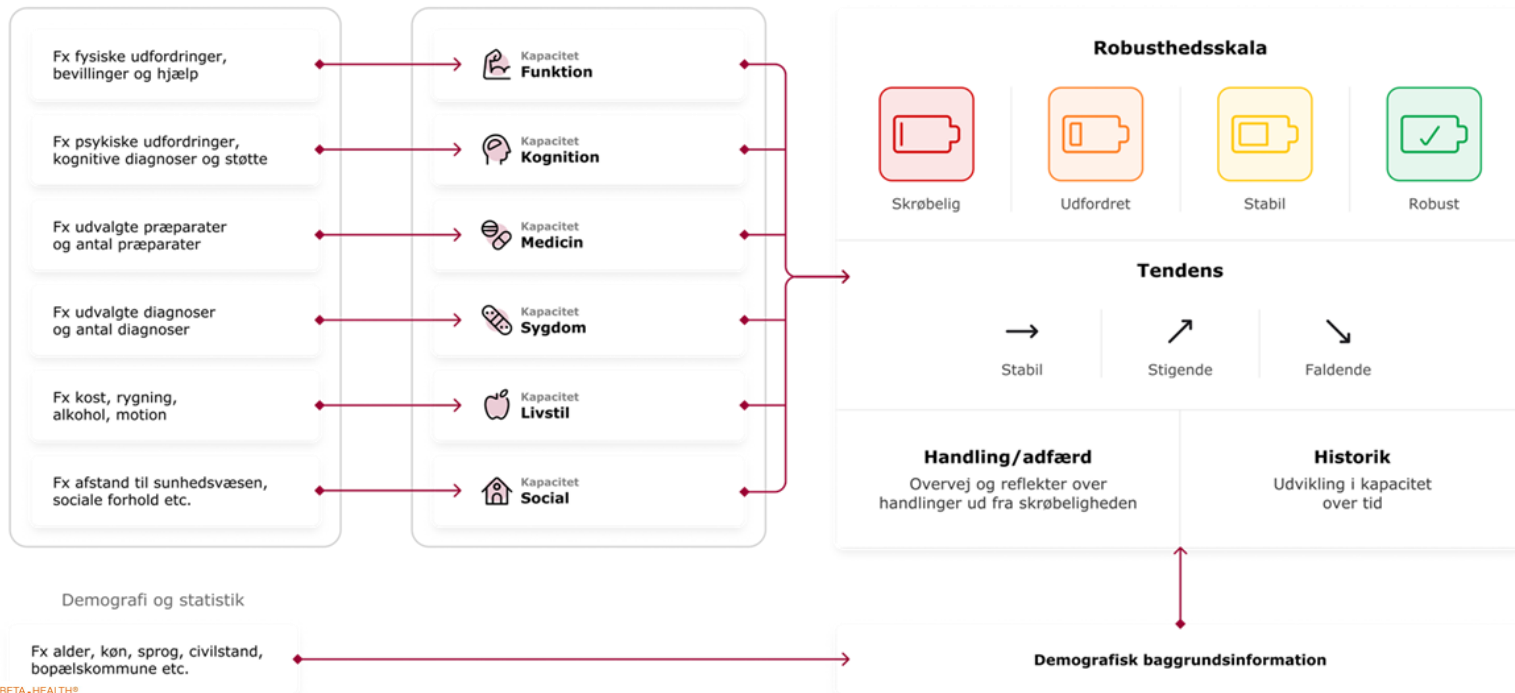 Fx fysiske udfordringer,
bevillinger og hjælp
Kapacitet
Funktion
Fx psykiske udfordringer,
kognitive diagnoser og støtte
Kapacitet
Kognition
Fx udvalgte præparater
og antal præparater
Kapacitet
Medicin
Fx udvalgte diagnoser
og antal diagnoser
Kapacitet
Sygdom
Fx kost, rygning,
alkohol, motion
Kapacitet
Livstil
Fx afstand til sunhedsvæsen,
sociale forhold etc.
Kapacitet
Social
Robusthedsskala
Skrøbelig
Udfordret
Stabil
Robust
Tendens
Stabil
Stigende
Faldende
Handling/adfærd
Overvej og reflekter over
handlinger ud fra skrøbeligheden
Historik
Udvikling i kapacitet
over tid
Demografi og statistik
Fx alder, køn, sprog, civilstand,
bopælskommune etc.
Demografisk baggrundsinformation
BETA•HEALTH®